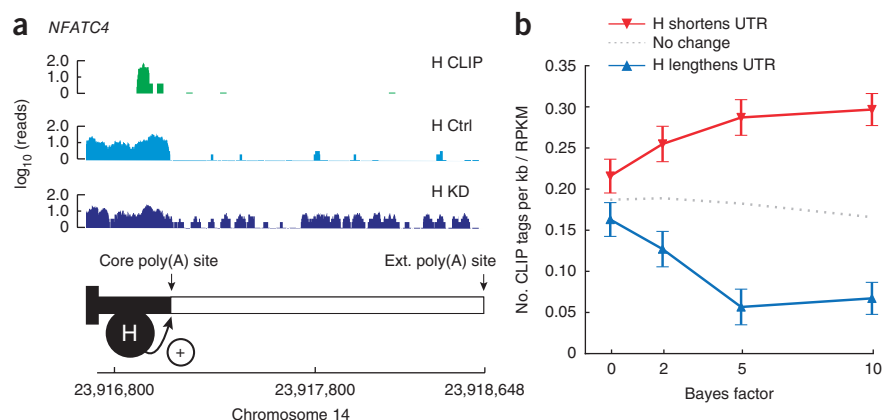 a
NFATC4
H CLIP
2.0
1.0
0
H Ctrl
2.0
1.0
0
H KD
2.0
1.0
0
log10 (reads)
Core poly(A) site
Ext. poly(A) site
H
+
23,916,800
23,917,800
23,918,648
Chromosome 14
b
H shortens UTR
No change
H lengthens UTR
0.35
0.30
0.25
0.20
0.15
0.10
0.05
0
No. CLIP tags per kb / RPKM
0 2 5 10
Bayes factor